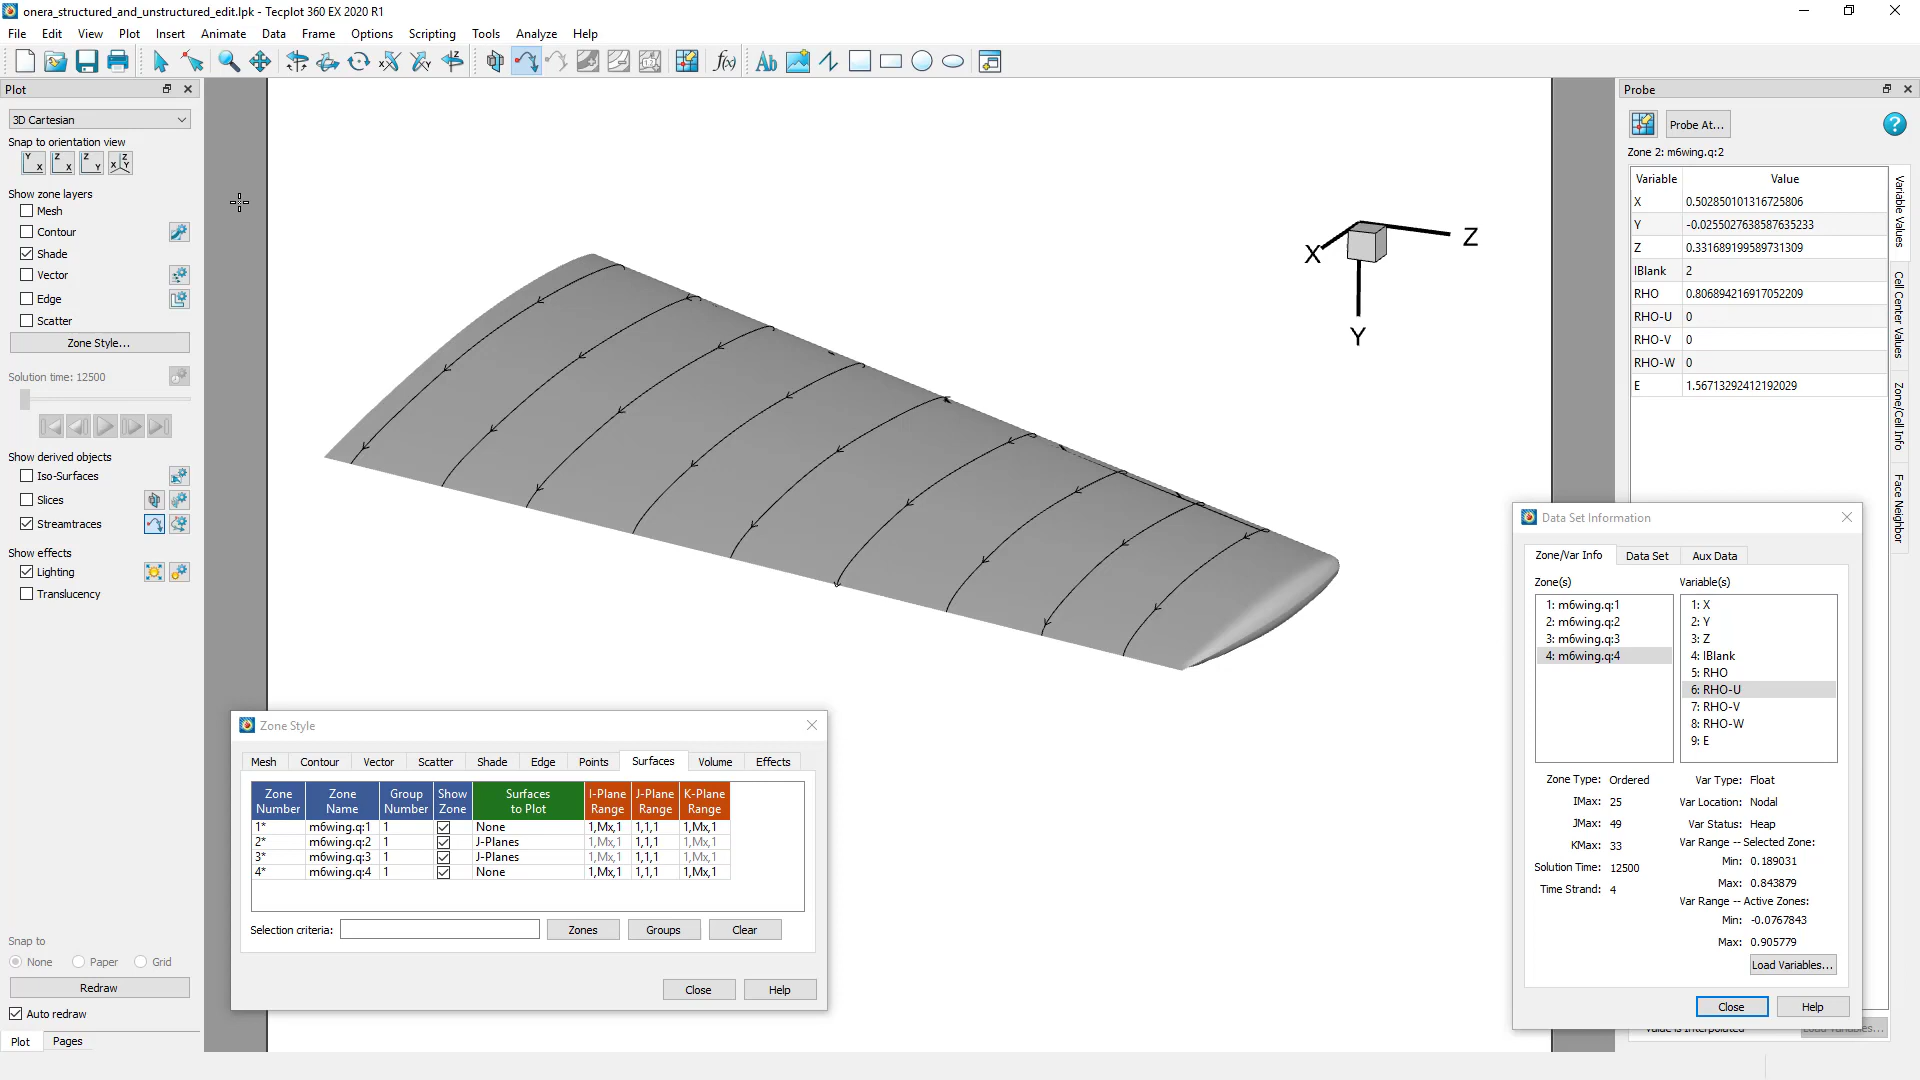 onera_structured_and_unstructured_edit.lpk - Tecplot 360 EX 2020 R1
File Edit View Plot Insert Animate Data Frame Options Scripting Tools Analyze Help
Ab
f(x)
Plot
3D Cartesian
Snap to orientation view
Y X Z X Z Y X Z Y
Show zone layers
Mesh
Contour
Shade
Vector
Edge
Scatter
Zone Style...
Solution time: 12500
Show derived objects
Iso-Surfaces
Slices
Streamtraces
Show effects
Lighting
Translucency
Snap to
None Paper Grid
Redraw
Auto redraw
Plot Pages
X Z
Y
Zone Style
Mesh Contour Vector Scatter Shade Edge Points Surfaces Volume Effects
Zone Number Zone Name Group Number Show Zone Surfaces to Plot I-Plane Range J-Plane Range K-Plane Range
1* m6wing.q:1 1 None 1,Mx,1 1,1,1 1,Mx,1
2* m6wing.q:2 1 J-Planes 1,Mx,1 1,1,1 1,Mx,1
3* m6wing.q:3 1 J-Planes 1,Mx,1 1,1,1 1,Mx,1
4* m6wing.q:4 1 None 1,Mx,1 1,1,1 1,Mx,1
Selection criteria: Zones Groups Clear
Close Help
Probe
Probe At...
Zone 2: m6wing.q:2
Variable Value
X 0.502850101316725806
Y -0.0255027638587635233
Z 0.331689199589731309
IBlank 2
RHO 0.806894216917052209
RHO-U 0
RHO-V 0
RHO-W 0
E 1.56713292412192029
Variable Values
Cell Center Values
Zone/Cell Info
Face Neighbor
Data Set Information
Zone/Var Info Data Set Aux Data
Zone(s) Variable(s)
1: m6wing.q:1
2: m6wing.q:2
3: m6wing.q:3
4: m6wing.q:4
1: X
2: Y
3: Z
4: IBlank
5: RHO
6: RHO-U
7: RHO-V
8: RHO-W
9: E
Zone Type: Ordered
IMax: 25
JMax: 49
KMax: 33
Solution Time: 12500
Time Strand: 4
Var Type: Float
Var Location: Nodal
Var Status: Heap
Var Range -- Selected Zone:
Min: 0.189031
Max: 0.843879
Var Range -- Active Zones:
Min: -0.0767843
Max: 0.905779
Load Variables...
Close Help